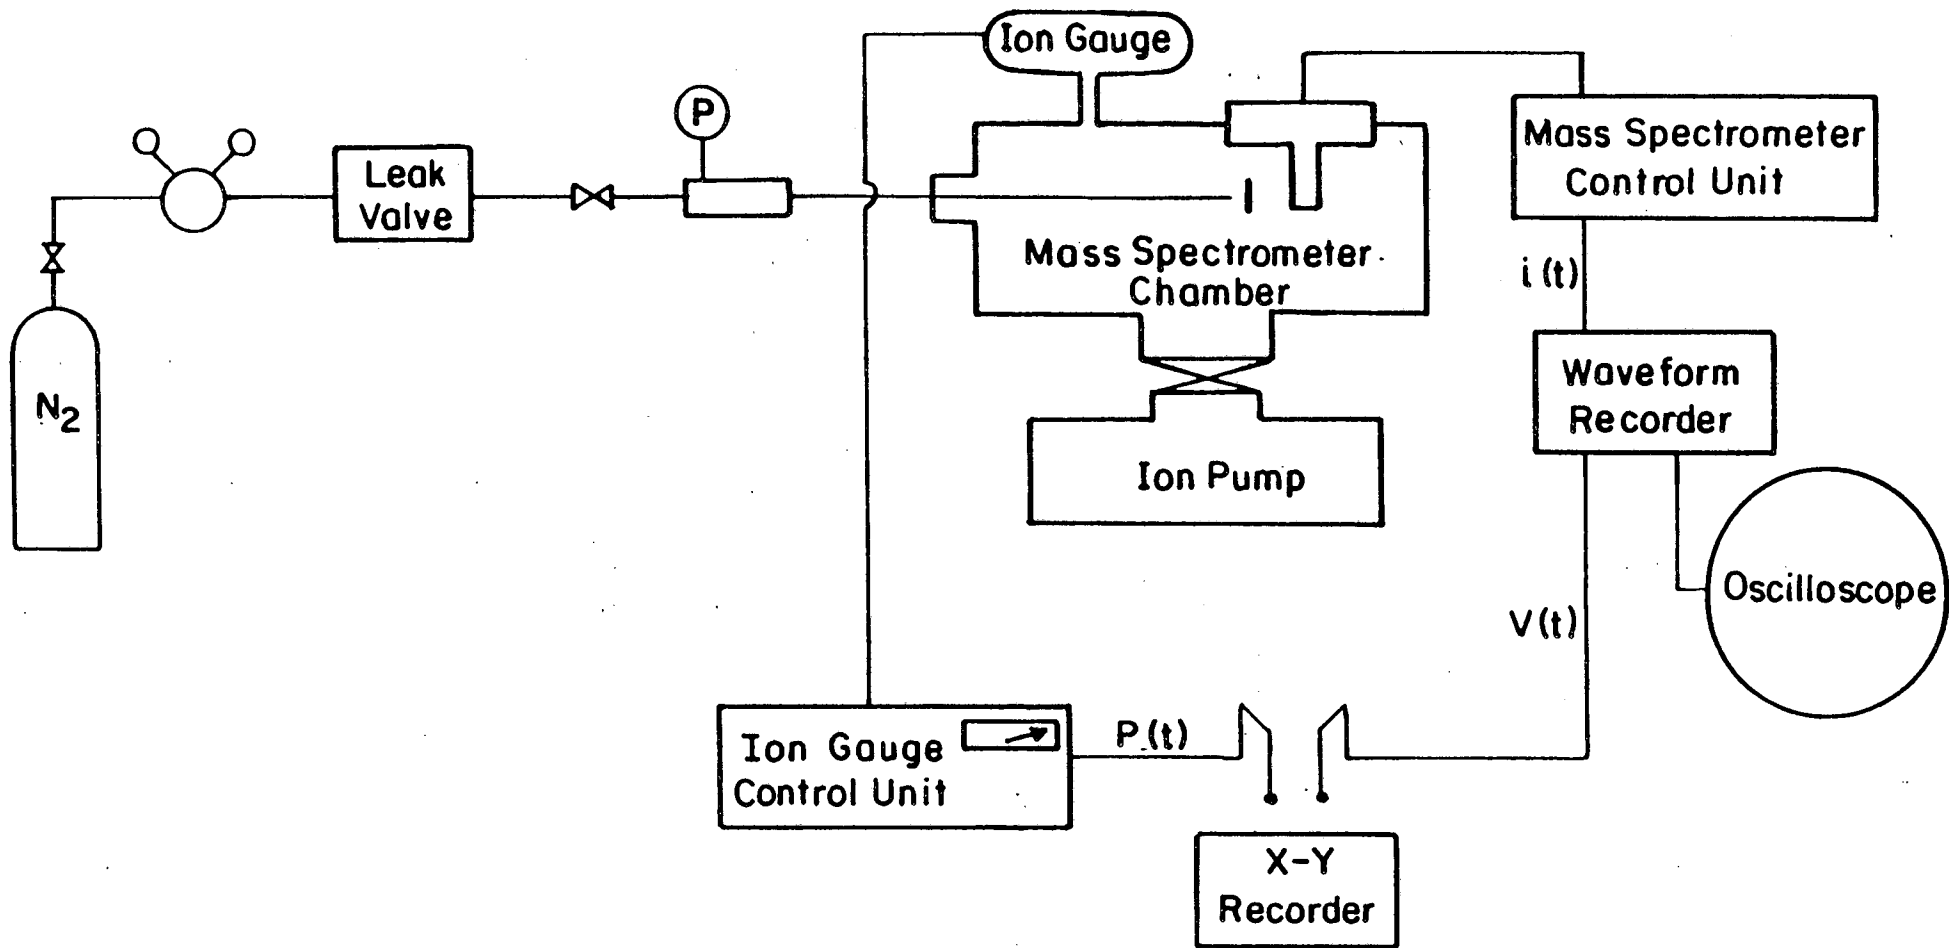 Ion Gauge
P
Leak
Valve
Mass Spectrometer
Control Unit
Mass Spectrometer
Chamber
i(t)
N2
Waveform
Recorder
Ion Pump
Oscilloscope
V(t)
P(t)
Ion Gauge
Control Unit
X-Y
Recorder